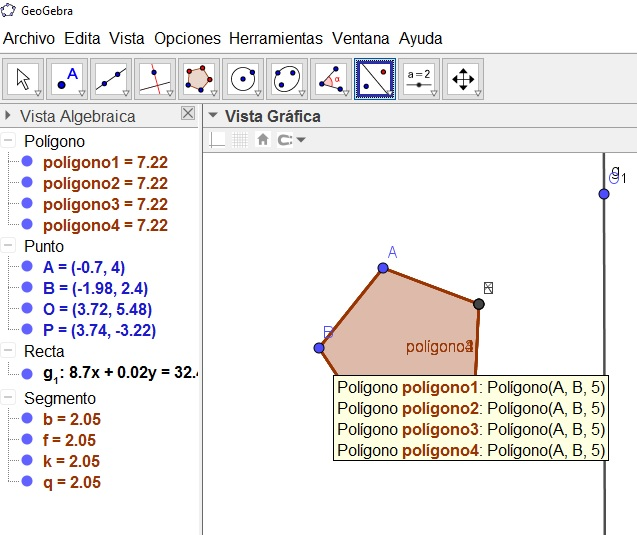 GeoGebra
Archivo Edita Vista Opciones Herramientas Ventana Ayuda
A
α
a=2
Vista Algebraica
Vista Gráfica
Polígono
polígono1 = 7.22
polígono2 = 7.22
polígono3 = 7.22
polígono4 = 7.22
Punto
A = (-0.7, 4)
B = (-1.98, 2.4)
O = (3.72, 5.48)
P = (3.74, -3.22)
Recta
g₁: 8.7x + 0.02y = 32.
Segmento
b = 2.05
f = 2.05
k = 2.05
q = 2.05
A
B
Polígono polígono1: Polígono(A, B, 5)
Polígono polígono2: Polígono(A, B, 5)
Polígono polígono3: Polígono(A, B, 5)
Polígono polígono4: Polígono(A, B, 5)